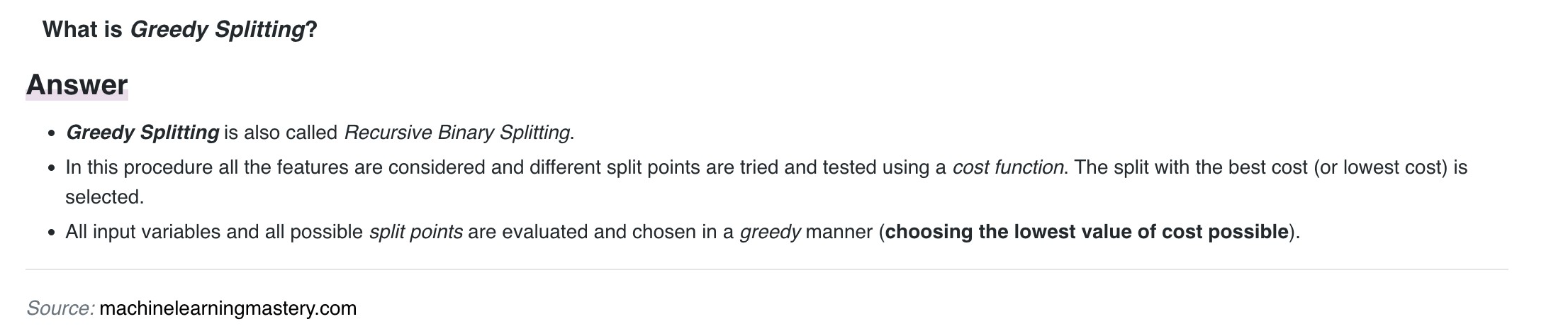 What is Greedy Splitting?
Answer
• Greedy Splitting is also called Recursive Binary Splitting.
• In this procedure all the features are considered and different split points are tried and tested using a cost function. The split with the best cost (or lowest cost) is
selected.
• All input variables and all possible split points are evaluated and chosen in a greedy manner (choosing the lowest value of cost possible).
Source: machinelearningmastery.com